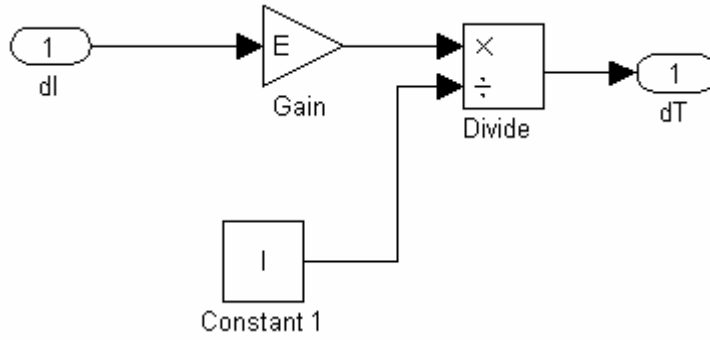 1
dI
E
Gain
×
÷
Divide
1
dT
I
Constant 1